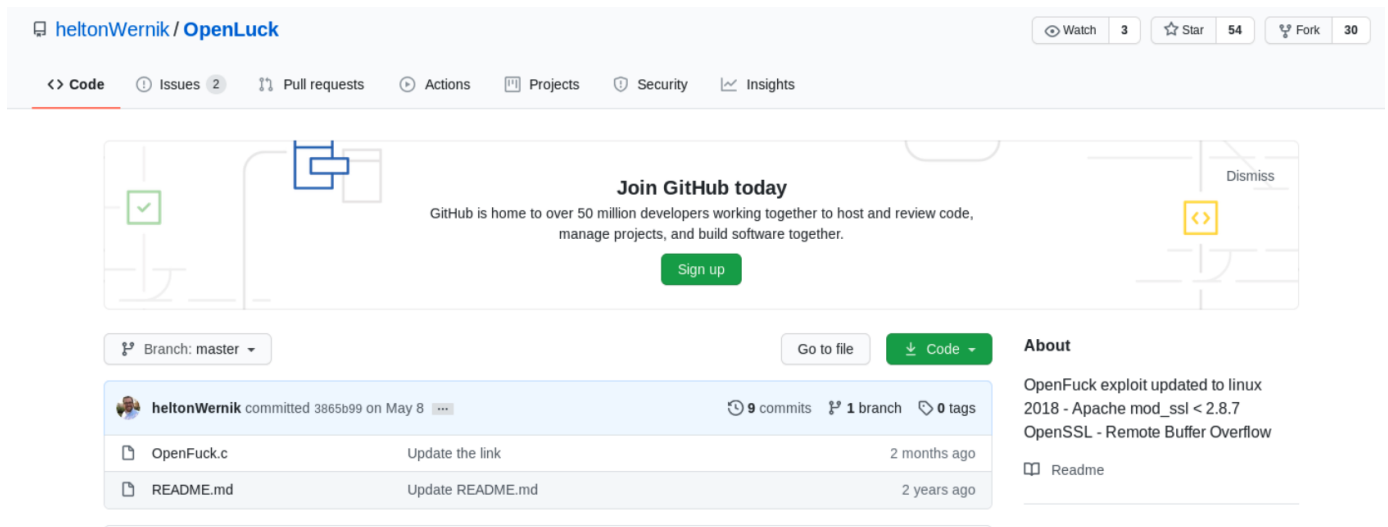 heltonWernik / OpenLuck
Watch 3 Star 54 Fork 30
Code Issues 2 Pull requests Actions Projects Security Insights
Dismiss
Join GitHub today
GitHub is home to over 50 million developers working together to host and review code,
manage projects, and build software together.
Sign up
Branch: master Go to file Code
heltonWernik committed 3865b99 on May 8 ... 9 commits 1 branch 0 tags
OpenFuck.c Update the link 2 months ago
README.md Update README.md 2 years ago
About
OpenFuck exploit updated to linux
2018 - Apache mod_ssl < 2.8.7
OpenSSL - Remote Buffer Overflow
Readme